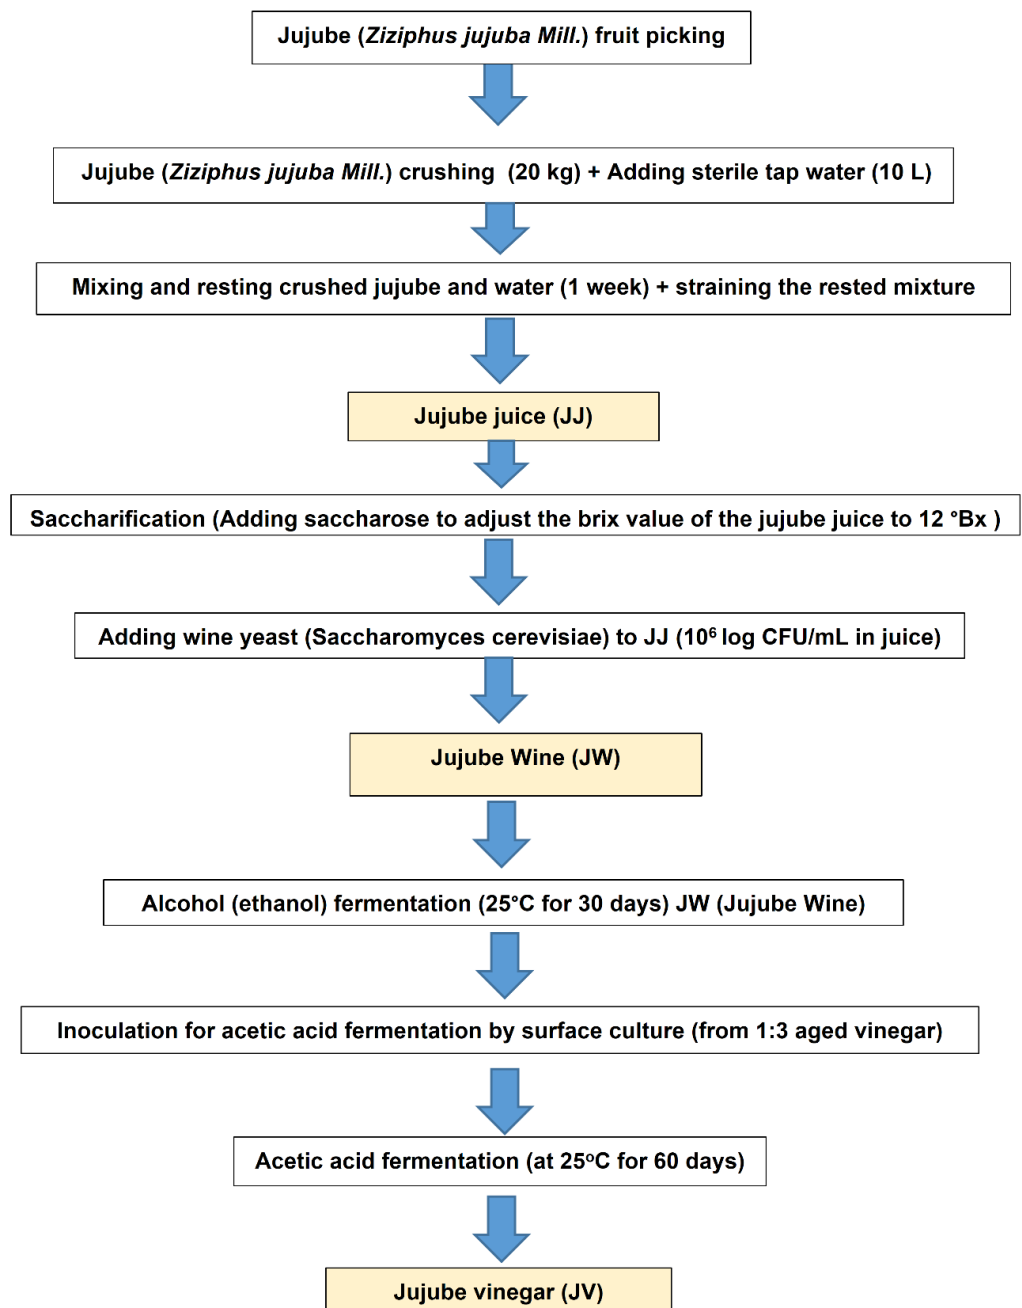 Jujube (Ziziphus jujuba Mill.) fruit picking
Jujube (Ziziphus jujuba Mill.) crushing (20 kg) + Adding sterile tap water (10 L)
Mixing and resting crushed jujube and water (1 week) + straining the rested mixture
Jujube juice (JJ)
Saccharification (Adding saccharose to adjust the brix value of the jujube juice to 12 °Bx )
Adding wine yeast (Saccharomyces cerevisiae) to JJ (10⁶ log CFU/mL in juice)
Jujube Wine (JW)
Alcohol (ethanol) fermentation (25°C for 30 days) JW (Jujube Wine)
Inoculation for acetic acid fermentation by surface culture (from 1:3 aged vinegar)
Acetic acid fermentation (at 25ºC for 60 days)
Jujube vinegar (JV)